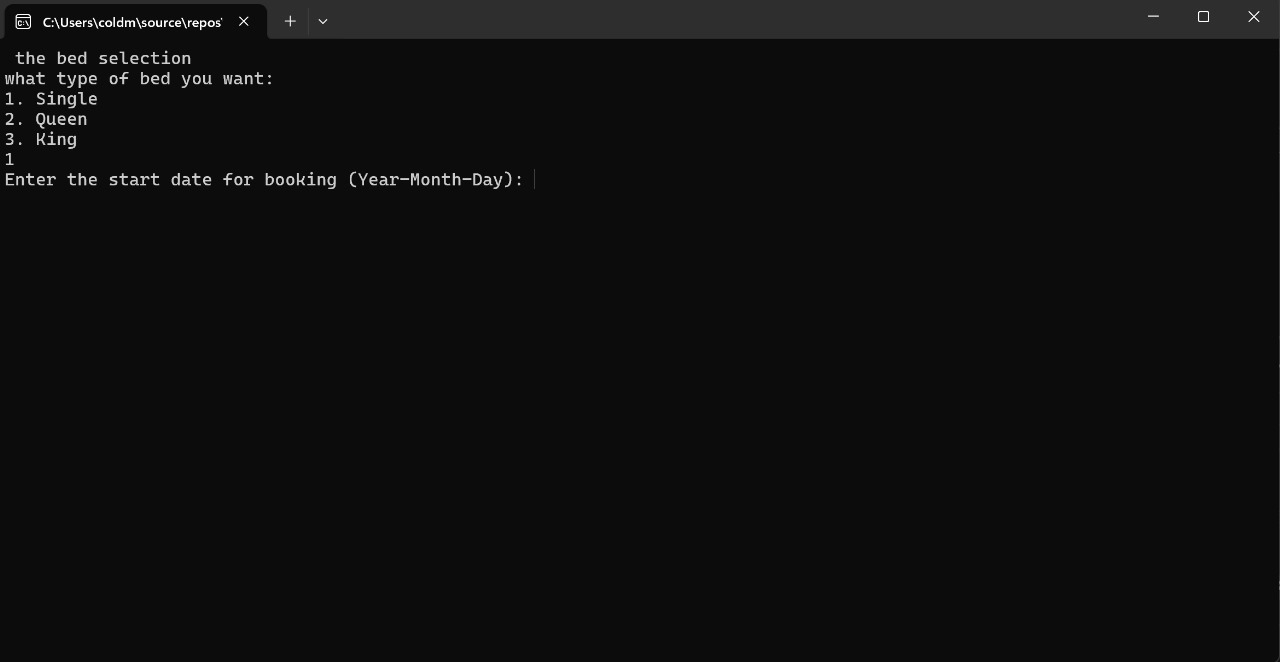 C:\Users\coldm\source\repos\
the bed selection
what type of bed you want:
1. Single
2. Queen
3. King
1
Enter the start date for booking (Year-Month-Day):